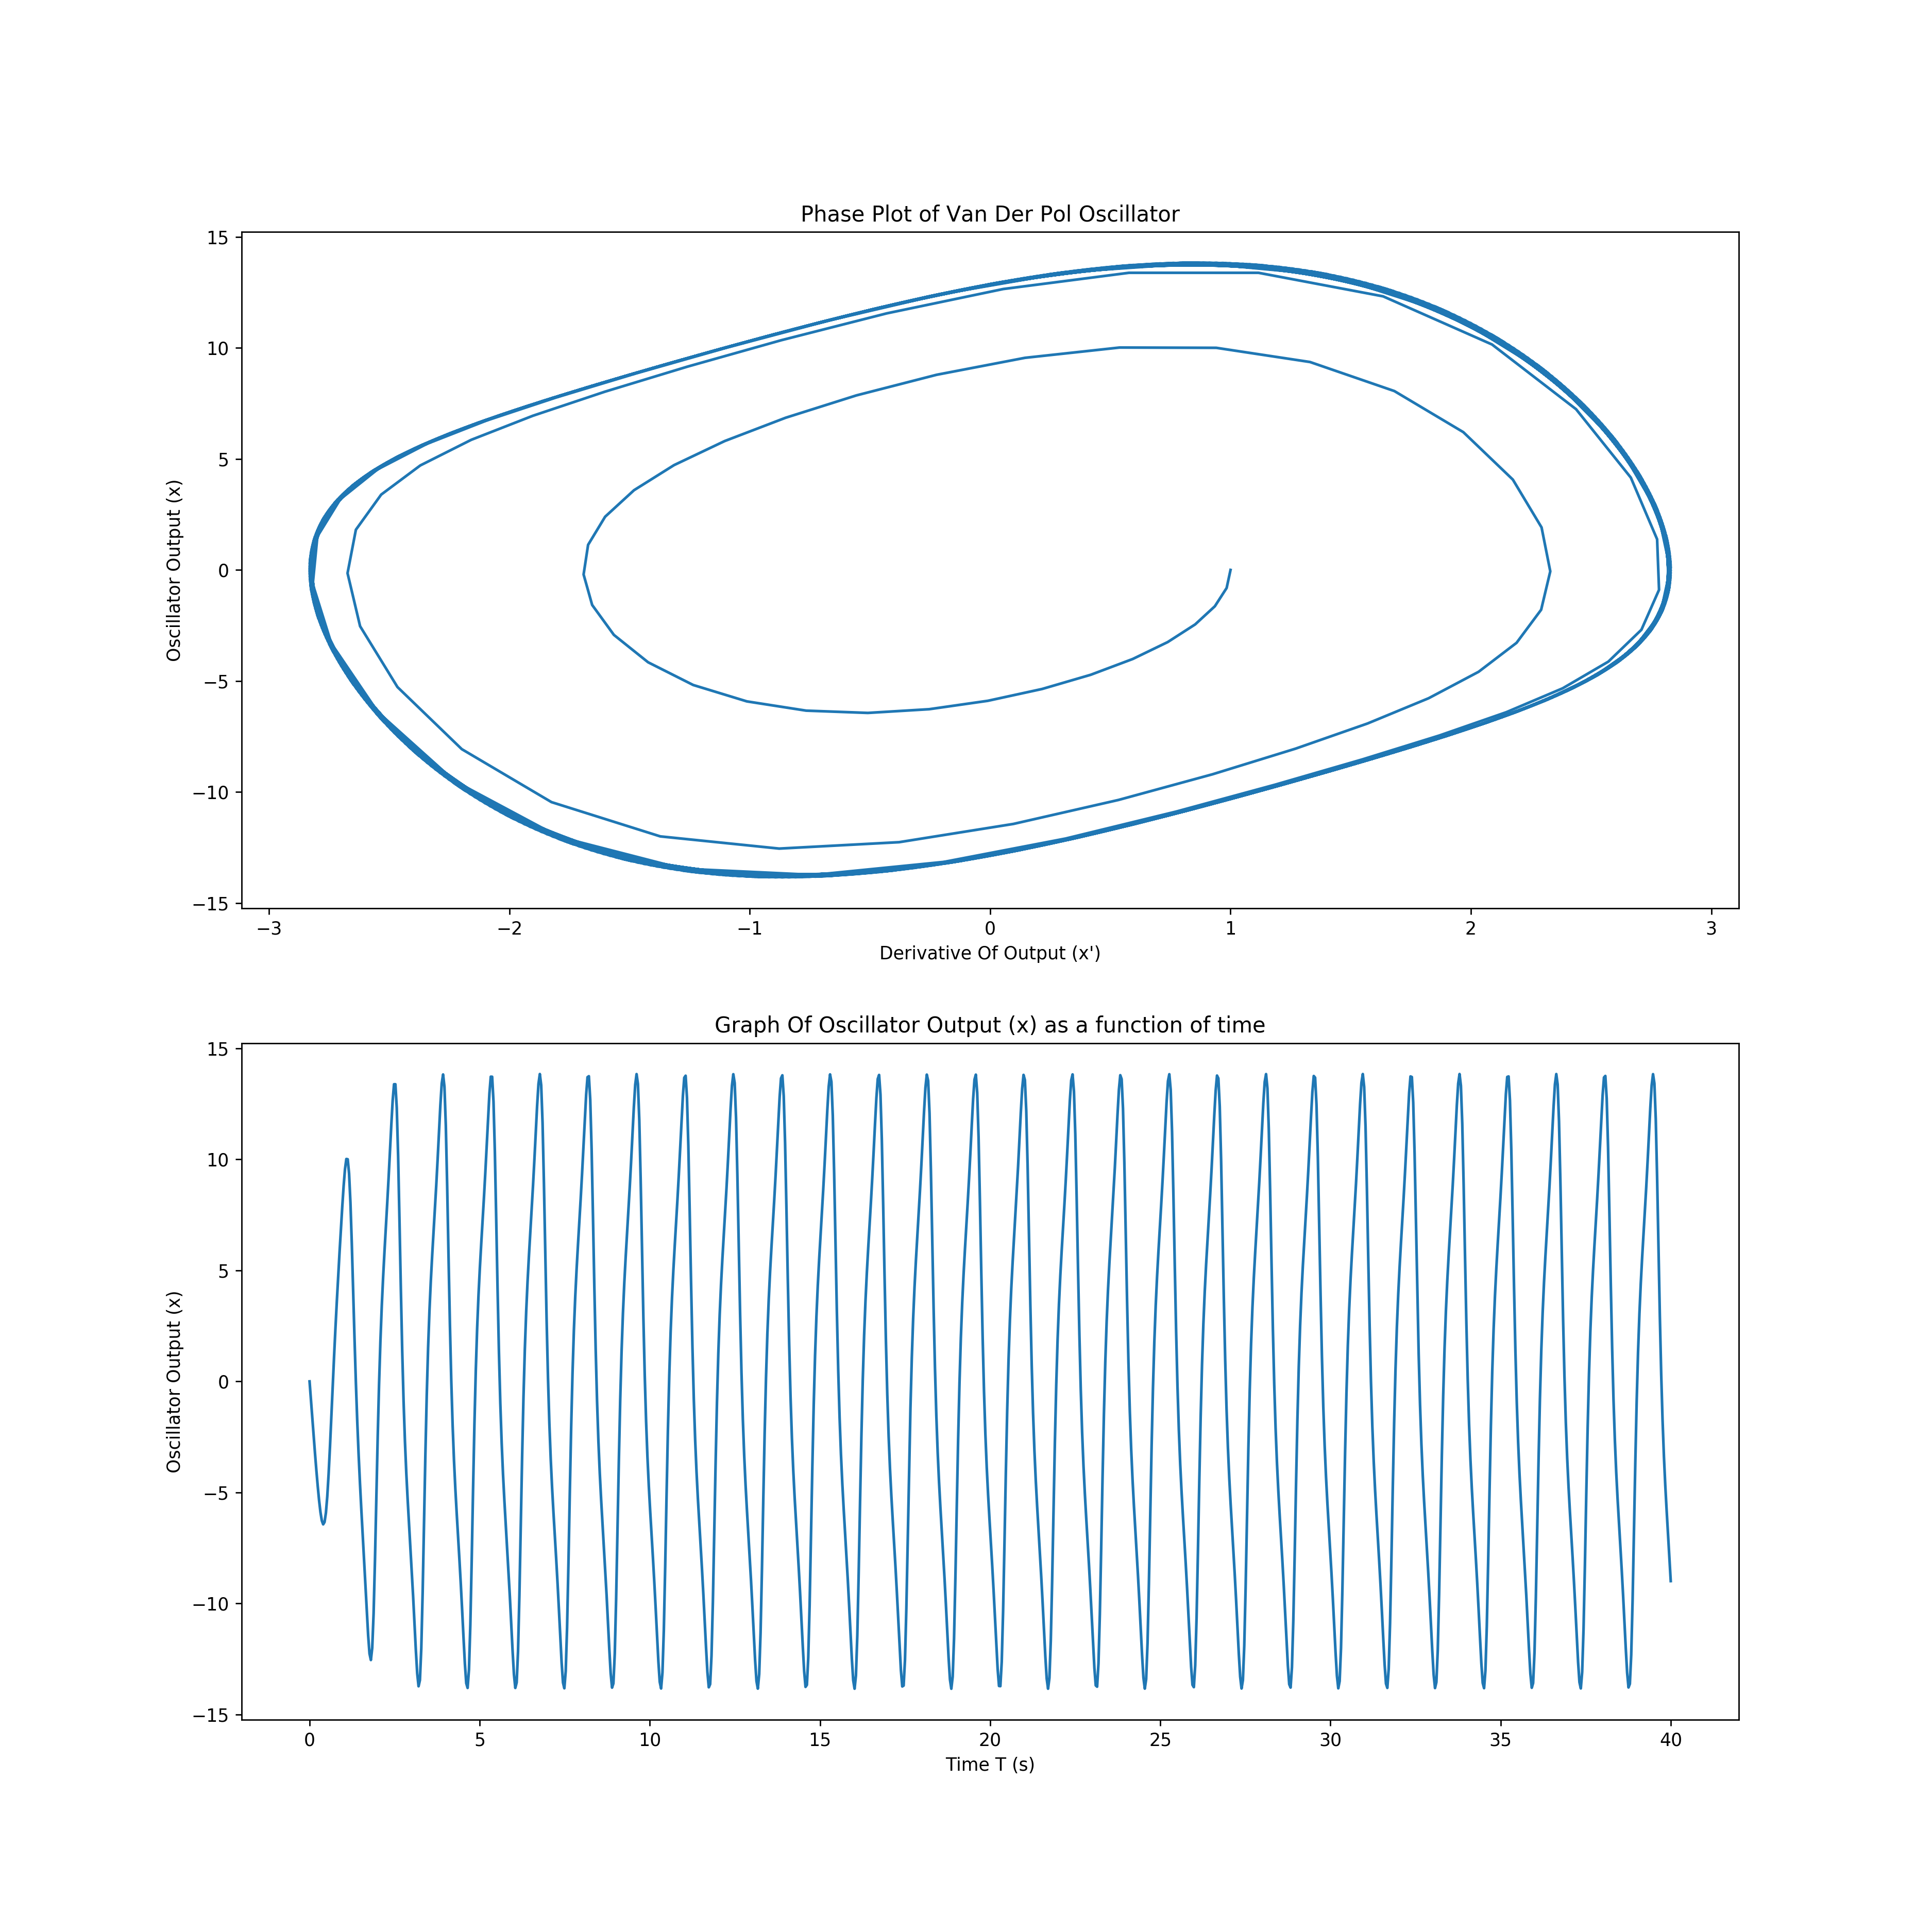 Phase Plot of Van Der Pol Oscillator
15
10
5
0
−5
−10
−15
Oscillator Output (x)
−3 −2 −1 0 1 2 3
Derivative Of Output (x')
Graph Of Oscillator Output (x) as a function of time
15
10
5
0
−5
−10
−15
Oscillator Output (x)
0 5 10 15 20 25 30 35 40
Time T (s)